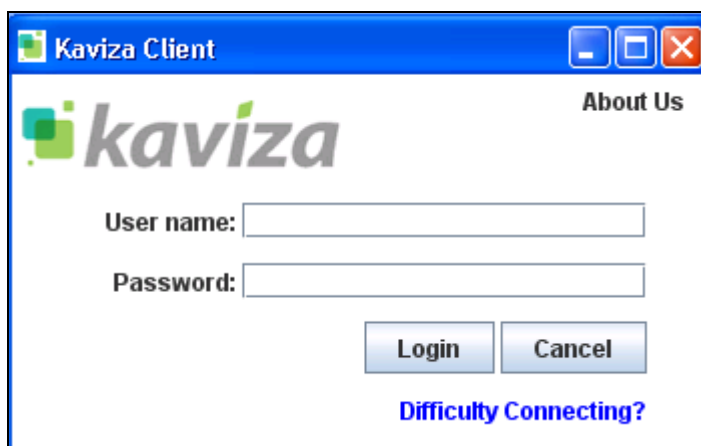 Kaviza Client
About Us
kaviza
User name:
Password:
Login Cancel
Difficulty Connecting?